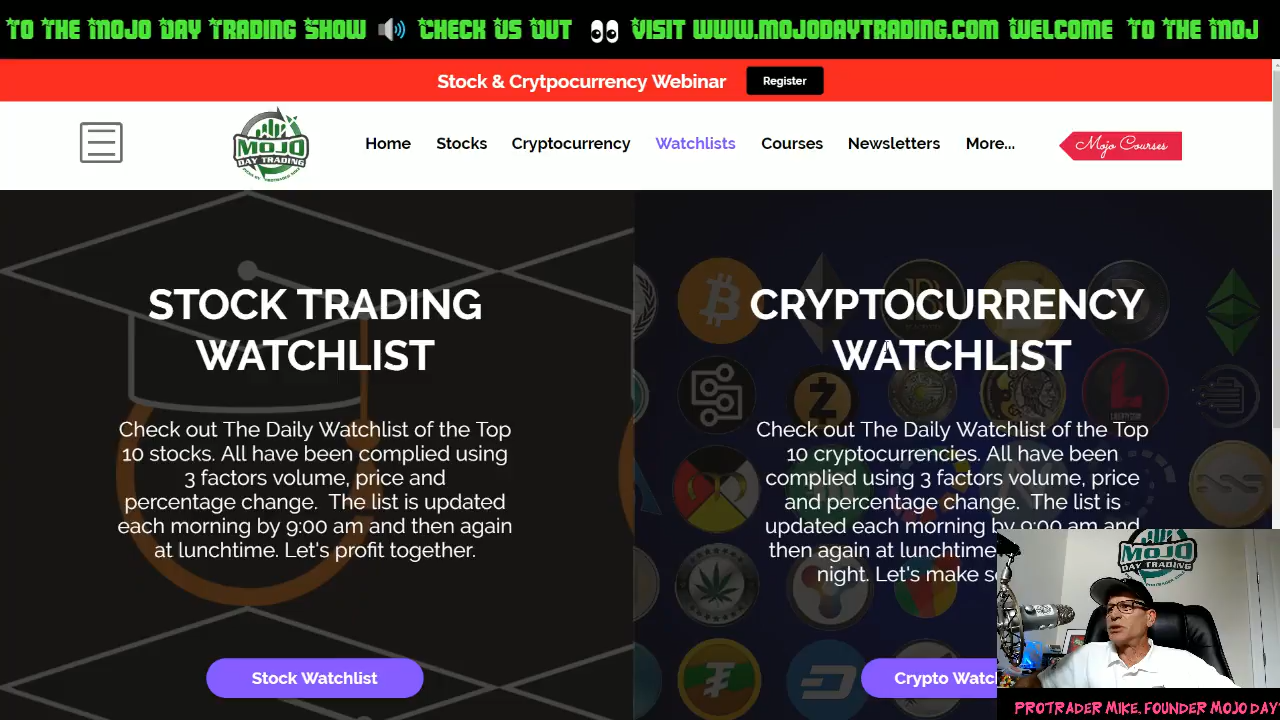 TO THE MOJO DAY TRADING SHOW 🔊 CHECK US OUT 👀 VISIT WWW.MOJODAYTRADING.COM WELCOME TO THE MOJ
Stock & Crytpocurrency Webinar Register
MOJO
DAY TRADING
Home Stocks Cryptocurrency Watchlists Courses Newsletters More...
Mojo Courses
STOCK TRADING
WATCHLIST
Check out The Daily Watchlist of the Top
10 stocks. All have been complied using
3 factors volume, price and
percentage change. The list is updated
each morning by 9:00 am and then again
at lunchtime. Let's profit together.
Stock Watchlist
CRYPTOCURRENCY
WATCHLIST
Check out The Daily Watchlist of the Top
10 cryptocurrencies. All have been
complied using 3 factors volume, price
and percentage change. The list is
updated each morning by 9:00 am and
then again at lunchtime
night. Let's make s
Crypto Watc
MOJO
DAY TRADING
PROTRADER MIKE, FOUNDER MOJO DAY